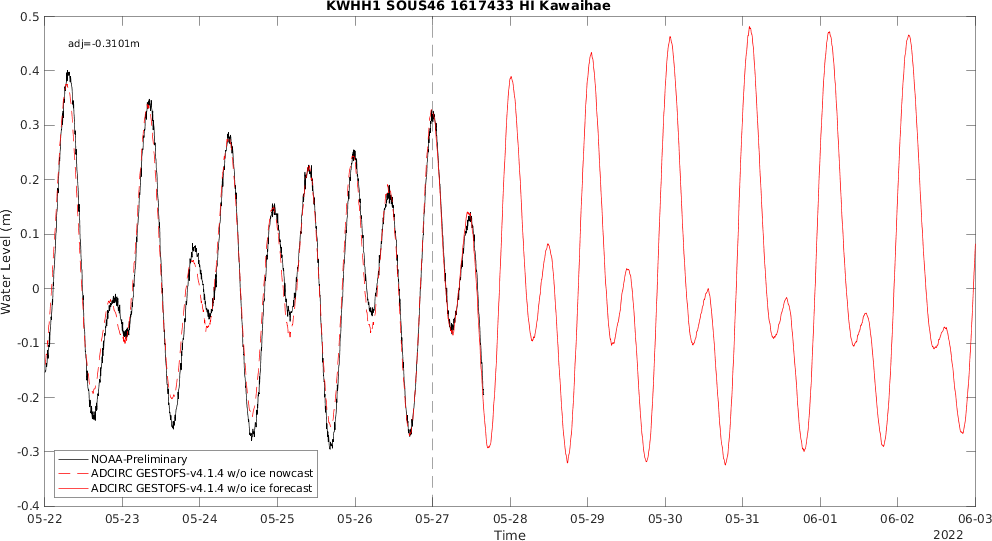 KWHH1 SOUS46 1617433 HI Kawaihae
adj=-0.3101m
Water Level (m)
0.5
0.4
0.3
0.2
0.1
0
-0.1
-0.2
-0.3
-0.4
NOAA-Preliminary
ADCIRC GESTOFS-v4.1.4 w/o ice nowcast
ADCIRC GESTOFS-v4.1.4 w/o ice forecast
05-22 05-23 05-24 05-25 05-26 05-27 05-28 05-29 05-30 05-31 06-01 06-02 06-03
Time
2022